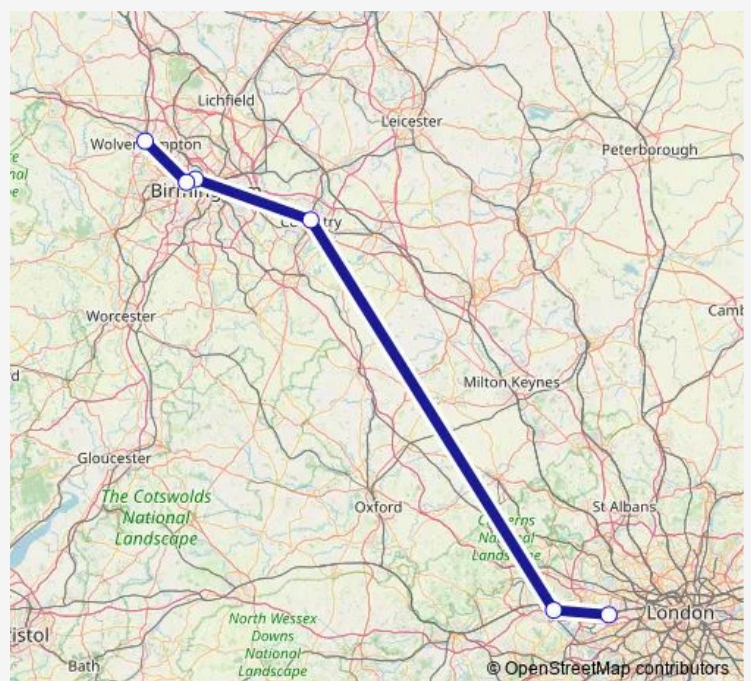 Lichfield
Leicester
Peterborough
Worcester
Milton Keynes
Gloucester
The Cotswolds
National
Landscape
Oxford
St Albans
London
North Wessex
Downs
National
Landscape
Bath
© OpenStreetMap contributors